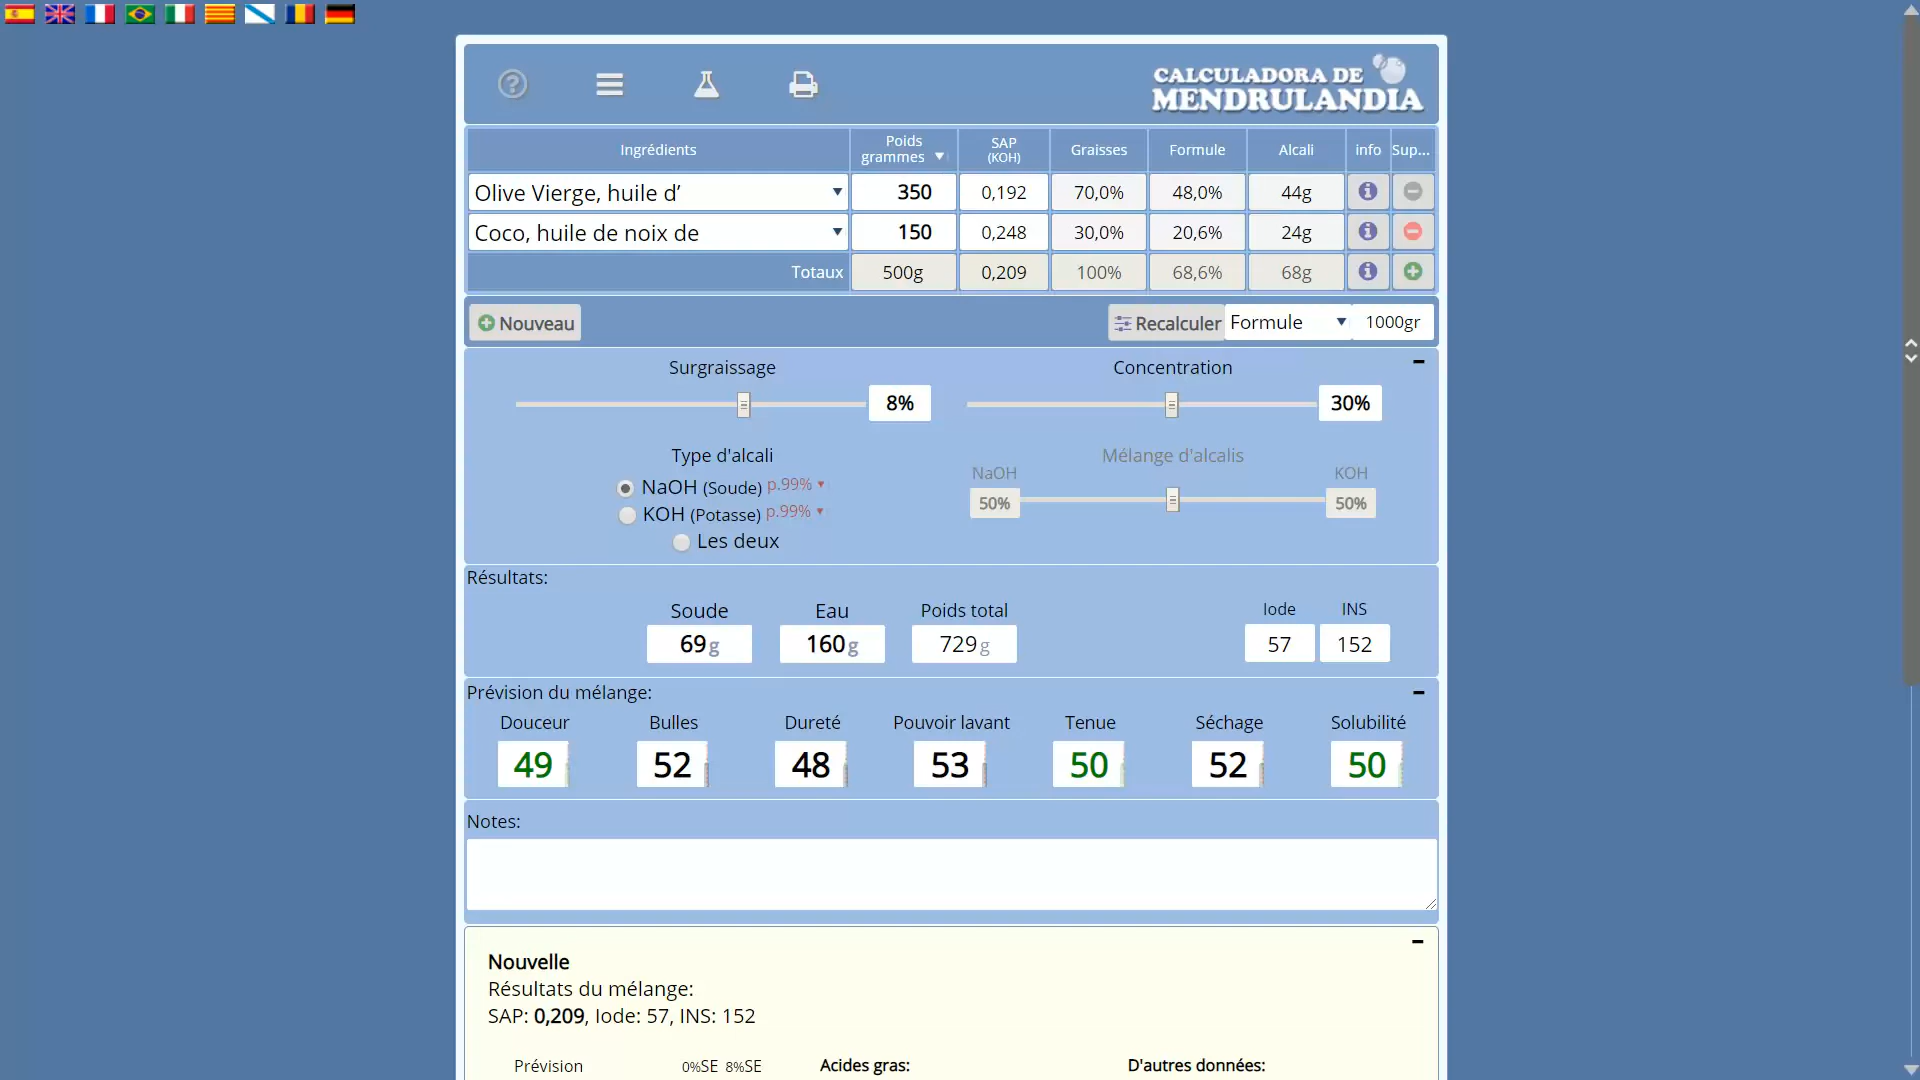 CALCULADORA DE
MENDRULANDIA
Ingrédients
Poids grammes ▼
SAP (KOH)
Graisses
Formule
Alcali
info
Sup...
Olive Vierge, huile d’
350
0,192
70,0%
48,0%
44g
Coco, huile de noix de
150
0,248
30,0%
20,6%
24g
Totaux
500g
0,209
100%
68,6%
68g
Nouveau
Recalculer
Formule
1000gr
Surgraissage
8%
Concentration
30%
Type d'alcali
NaOH (Soude) p.99% ▼
KOH (Potasse) p.99% ▼
Les deux
Mélange d'alcalis
NaOH
KOH
50%
50%
Résultats:
Soude
Eau
Poids total
Iode
INS
69g
160g
729g
57
152
Prévision du mélange:
Douceur
Bulles
Dureté
Pouvoir lavant
Tenue
Séchage
Solubilité
49
52
48
53
50
52
50
Notes:
Nouvelle
Résultats du mélange:
SAP: 0,209, Iode: 57, INS: 152
Prévision
0%SE 8%SE
Acides gras:
D'autres données: